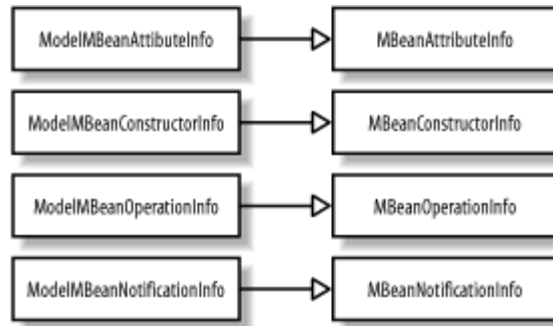 ModelMBeanAttibuteInfo
MBeanAttributeInfo
ModelMBeanConstructorInfo
MBeanConstructorInfo
ModelMBeanOperationInfo
MBeanOperationInfo
ModelMBeanNotificationInfo
MBeanNotificationInfo